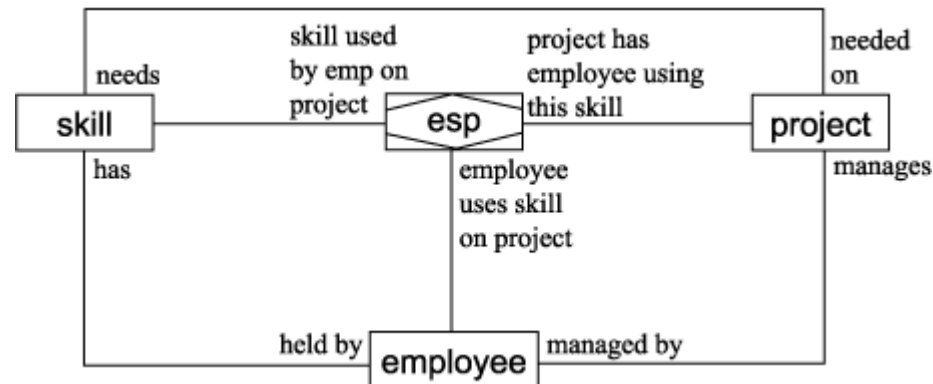 skill used
by emp on
project
project has
employee using
this skill
needed
on
needs
skill
esp
project
has
employee
uses skill
on project
manages
held by
employee
managed by